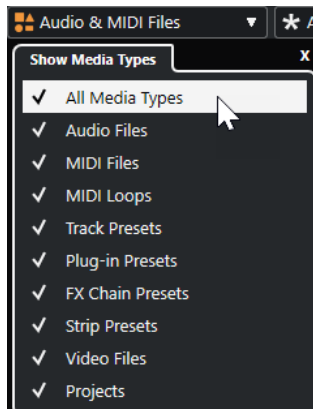 Audio & MIDI Files
Show Media Types x
All Media Types
Audio Files
MIDI Files
MIDI Loops
Track Presets
Plug-in Presets
FX Chain Presets
Strip Presets
Video Files
Projects